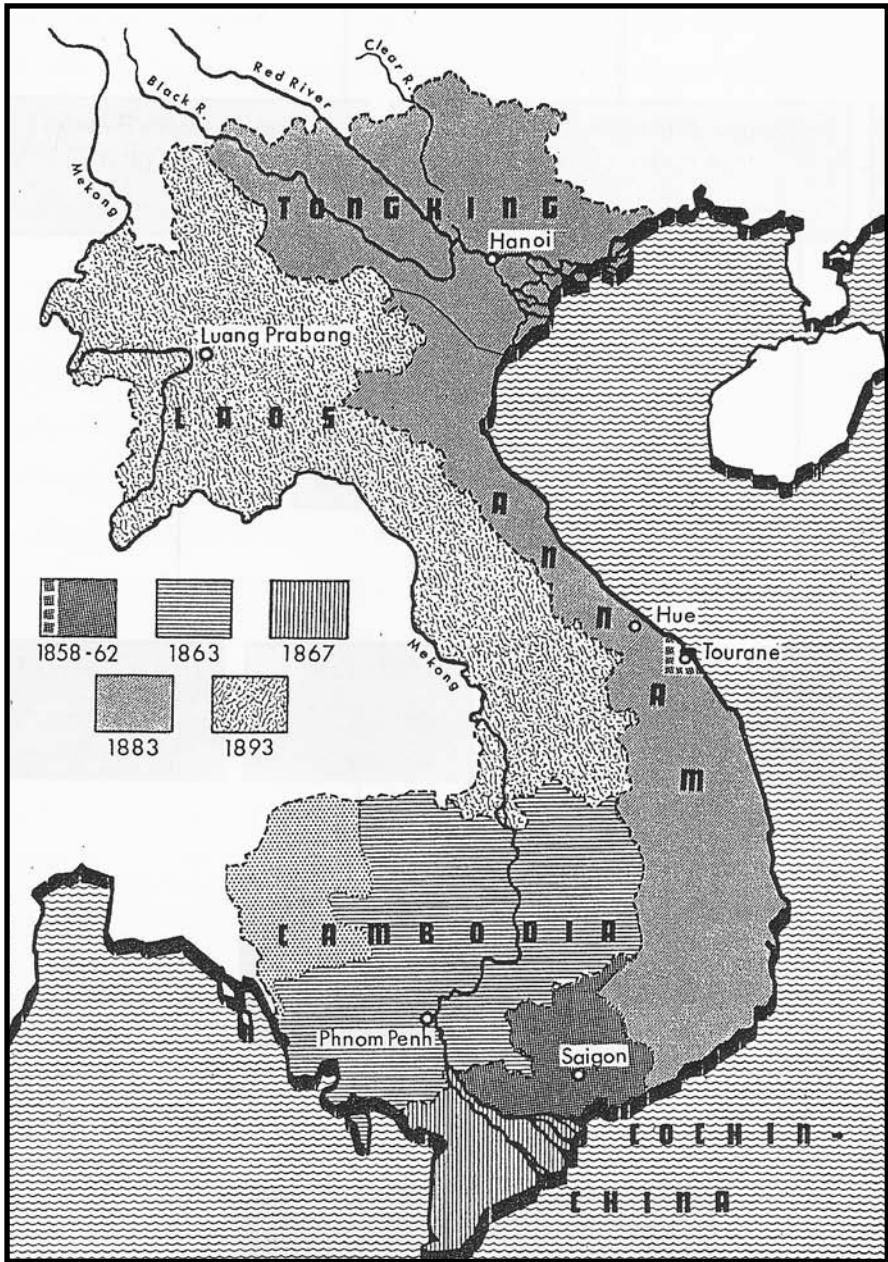 Clear R.
Red River
Black R.
Mekong
TONGKING
Hanoi
Luang Prabang
LAOS
ANNAM
Hue
Tourane
1858-62
1863
1867
1883
1893
Mekong
CAMBODIA
Phnom Penh
Saigon
COCHIN-
CHINA